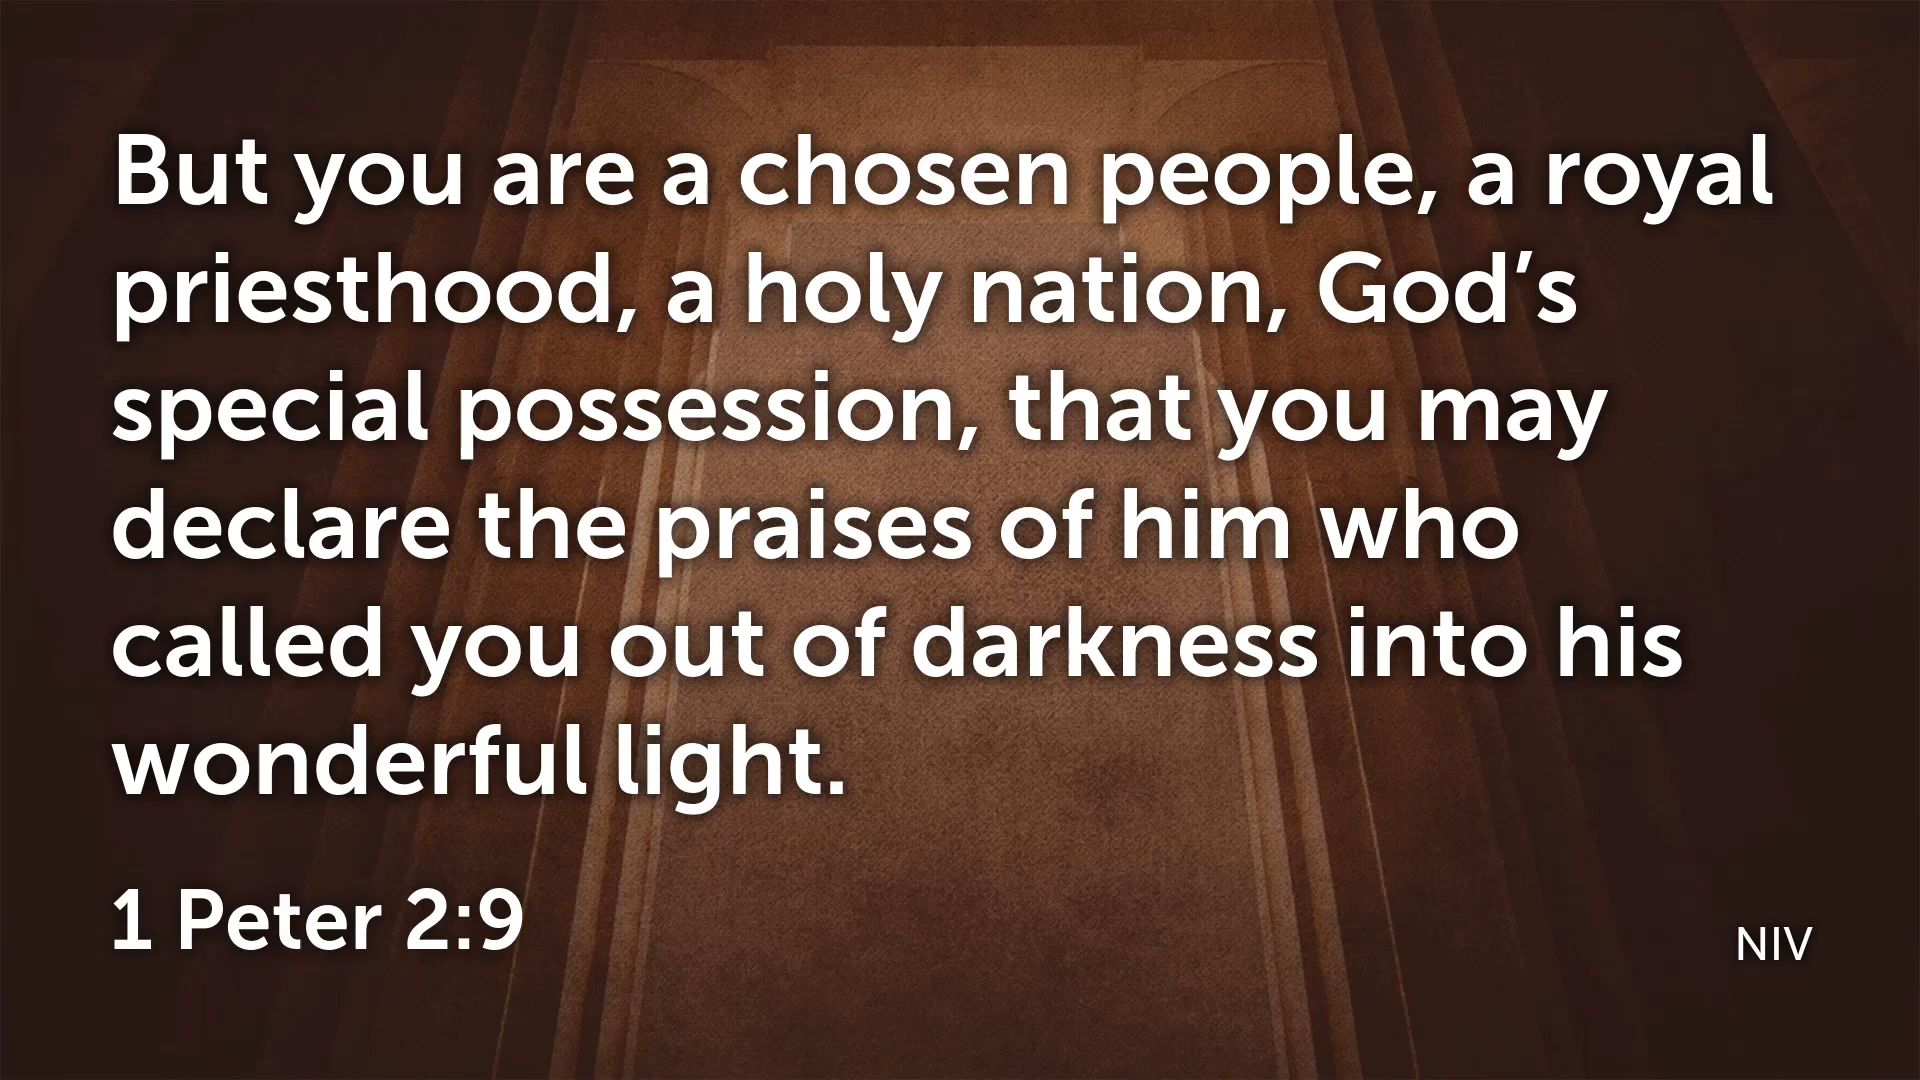 But you are a chosen people, a royal
priesthood, a holy nation, God’s
special possession, that you may
declare the praises of him who
called you out of darkness into his
wonderful light.
1 Peter 2:9
NIV